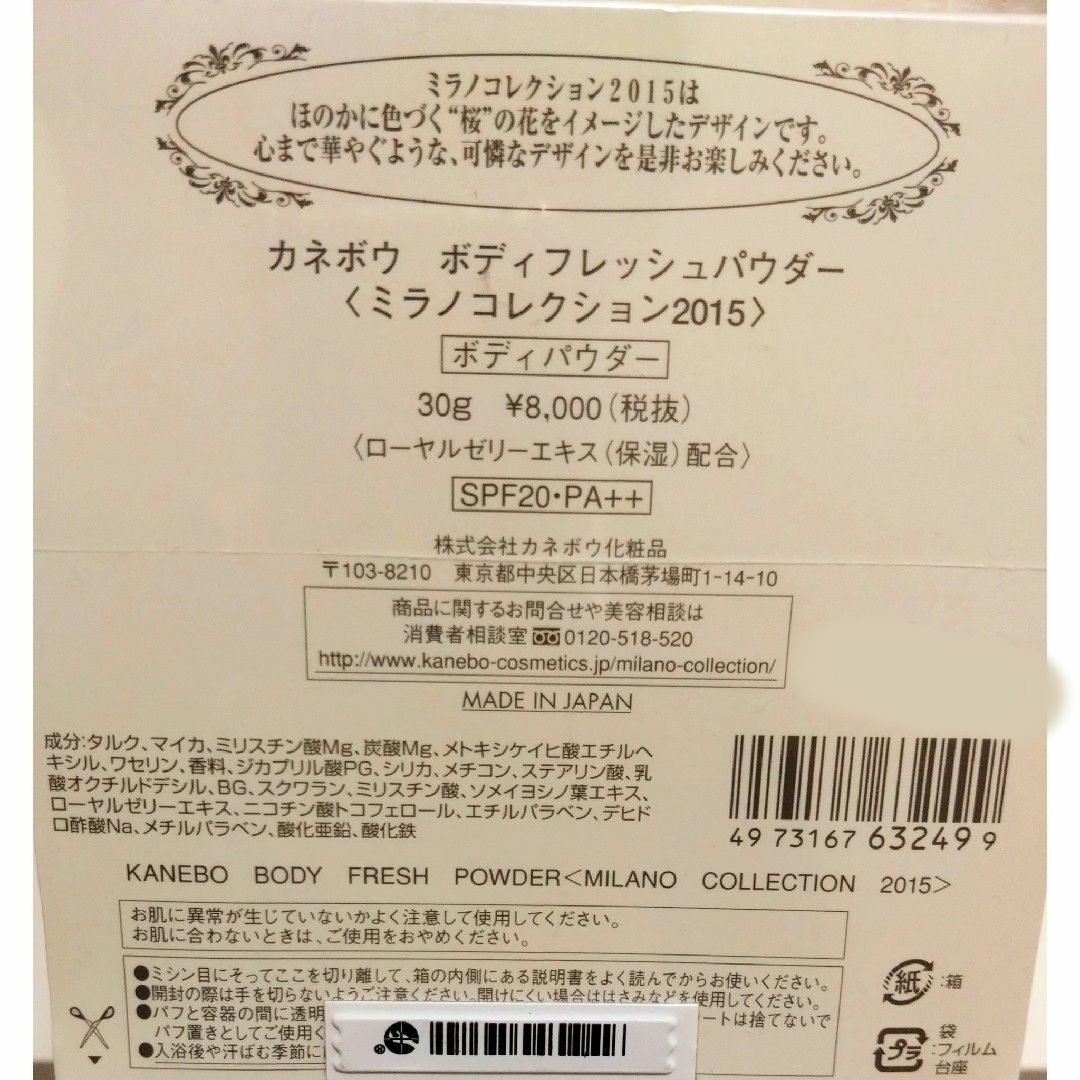 ミラノコレクション2015は
ほのかに色づく“桜”の花をイメージしたデザインです。
心まで華やぐような、可憐なデザインを是非お楽しみください。
カネボウ ボディフレッシュパウダー
〈ミラノコレクション2015〉
ボディパウダー
30g ¥8,000(税抜)
〈ローヤルゼリーエキス(保湿)配合〉
SPF20・PA++
株式会社カネボウ化粧品
〒103-8210 東京都中央区日本橋茅場町1-14-10
商品に関するお問合せや美容相談は
消費者相談室 0120-518-520
http://www.kanebo-cosmetics.jp/milano-collection/
MADE IN JAPAN
成分:タルク、マイカ、ミリスチン酸Mg、炭酸Mg、メトキシケイヒ酸エチルヘ
キシル、ワセリン、香料、ジカプリル酸PG、シリカ、メチコン、ステアリン酸、乳
酸オクチルドデシル、BG、スクワラン、ミリスチン酸、ソメイヨシノ葉エキス、
ローヤルゼリーエキス、ニコチン酸トコフェロール、エチルパラベン、デヒド
ロ酢酸Na、メチルパラベン、酸化亜鉛、酸化鉄
4973167632499
KANEBO BODY FRESH POWDER<MILANO COLLECTION 2015>
お肌に異常が生じていないかよく注意して使用してください。
お肌に合わないときは、ご使用をおやめください。
●ミシン目にそってここを切り離して、箱の内側にある説明書をよく読んでからお使いください。
●開封の際は手を切らないようご注意ください。開けにくい場合ははさみなどを使用してください。
●パフと容器の間に透明 ートは捨てないで
パフ置きとしてご使用く
●入浴後や汗ばむ季節に
紙:箱
プラ:
袋
フィルム
台座